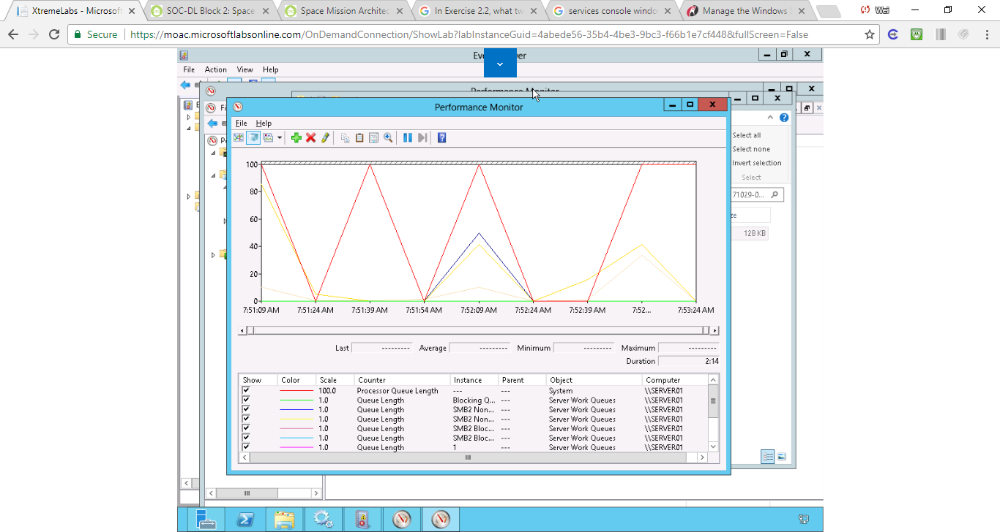 XtremeLabs - Microsoft
SOC-DL Block 2: Space
Space Mission Architec
In Exercise 2.2, what tw
services console windo
Manage the Windows
Wei
Secure
https://moac.microsoftlabsonline.com/OnDemandConnection/ShowLab?labInstanceGuid=4abede56-35b4-4be3-9bc3-f66b1e7cf448&fullScreen=False
File Action View Help
Performance Monitor
Performance Monitor
File Help
Select all
Select none
Invert selection
Select
71029-0...
ze
128 KB
100
80
60
40
20
0
7:51:09 AM 7:51:24 AM 7:51:39 AM 7:51:54 AM 7:52:09 AM 7:52:24 AM 7:52:39 AM 7:52... 7:53:24 AM
Last --------- Average --------- Minimum --------- Maximum ---------
Duration 2:14
Show Color Scale Counter Instance Parent Object Computer
100.0 Processor Queue Length --- --- System \\SERVER01
1.0 Queue Length Blocking Q... --- Server Work Queues \\SERVER01
1.0 Queue Length SMB2 Non... --- Server Work Queues \\SERVER01
1.0 Queue Length SMB2 Non... --- Server Work Queues \\SERVER01
1.0 Queue Length SMB2 Bloc... --- Server Work Queues \\SERVER01
1.0 Queue Length SMB2 Bloc... --- Server Work Queues \\SERVER01
1.0 Queue Length 1 --- Server Work Queues \\SERVER01